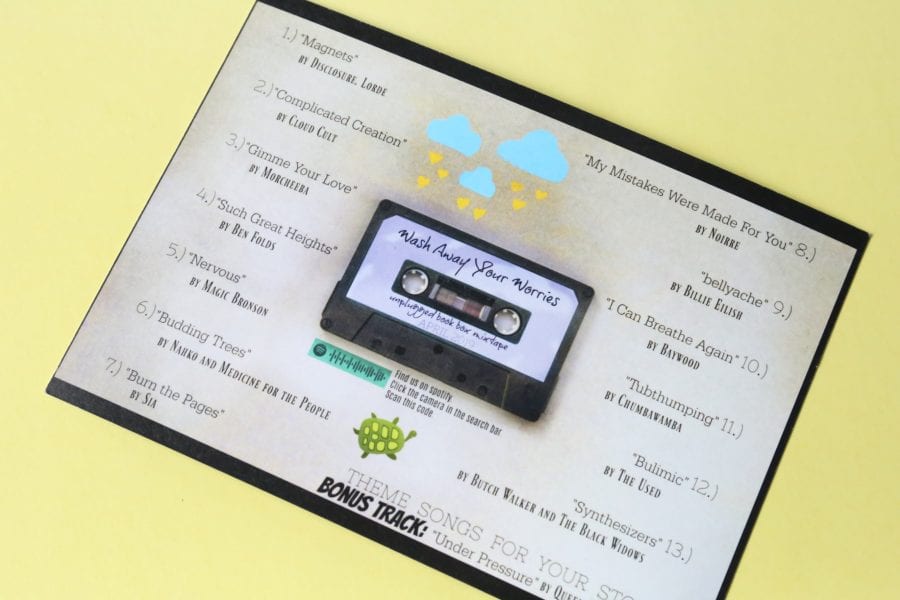 1.) "Magnets"
by Disclosure, Lorde
2.) "Complicated Creation"
by Cloud Cult
3.) "Gimme Your Love"
by Morcheeba
4.) "Such Great Heights"
by Ben Folds
5.) "Nervous"
by Magic Bronson
6.) "Budding Trees"
by Nahko and Medicine for the People
7.) "Burn the Pages"
by Sia
Wash Away Your Worries
unplugged book box mixtape
APRIL 2019
Find us on spotify.
Click the camera in the search bar
Scan this code
"My Mistakes Were Made For You" 8.)
by Noirre
"bellyache" 9.)
by Billie Eilish
"I Can Breathe Again" 10.)
by Baywood
"Tubthumping" 11.)
by Chumbawamba
"Bulimic" 12.)
by The Used
"Synthesizers" 13.)
by Butch Walker and The Black Widows
THEME SONGS FOR YOUR
BONUS TRACK: "Under Pressure" by